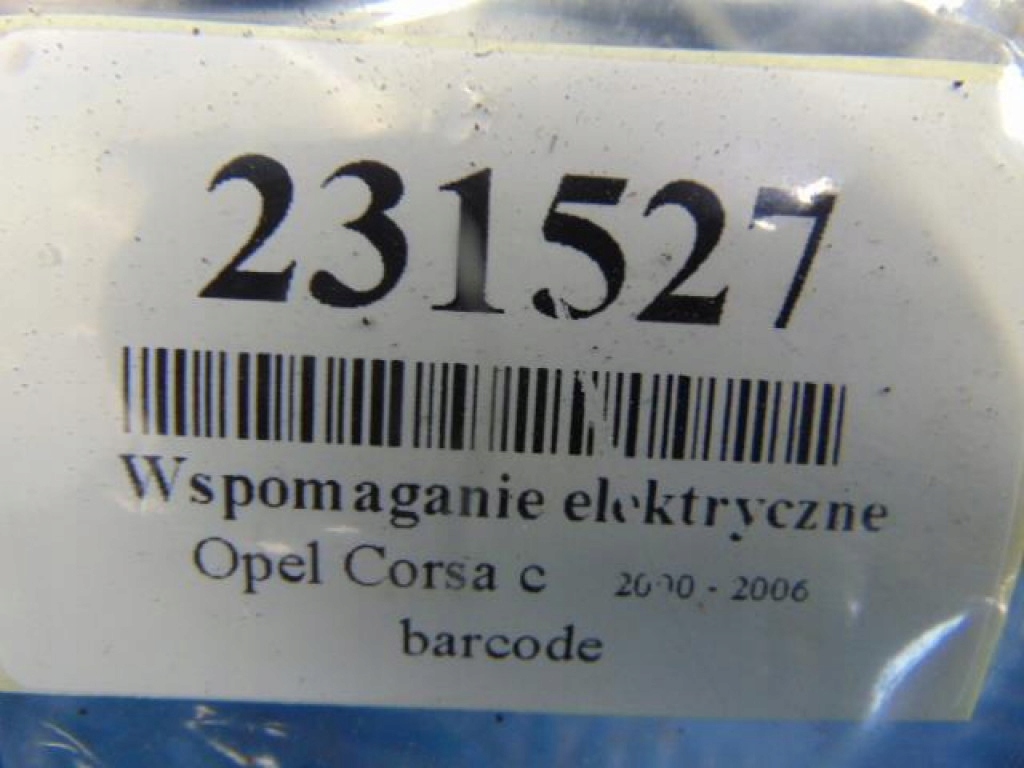 231527
Wspomaganie elektryczne
Opel Corsa c 2000 - 2006
barcode